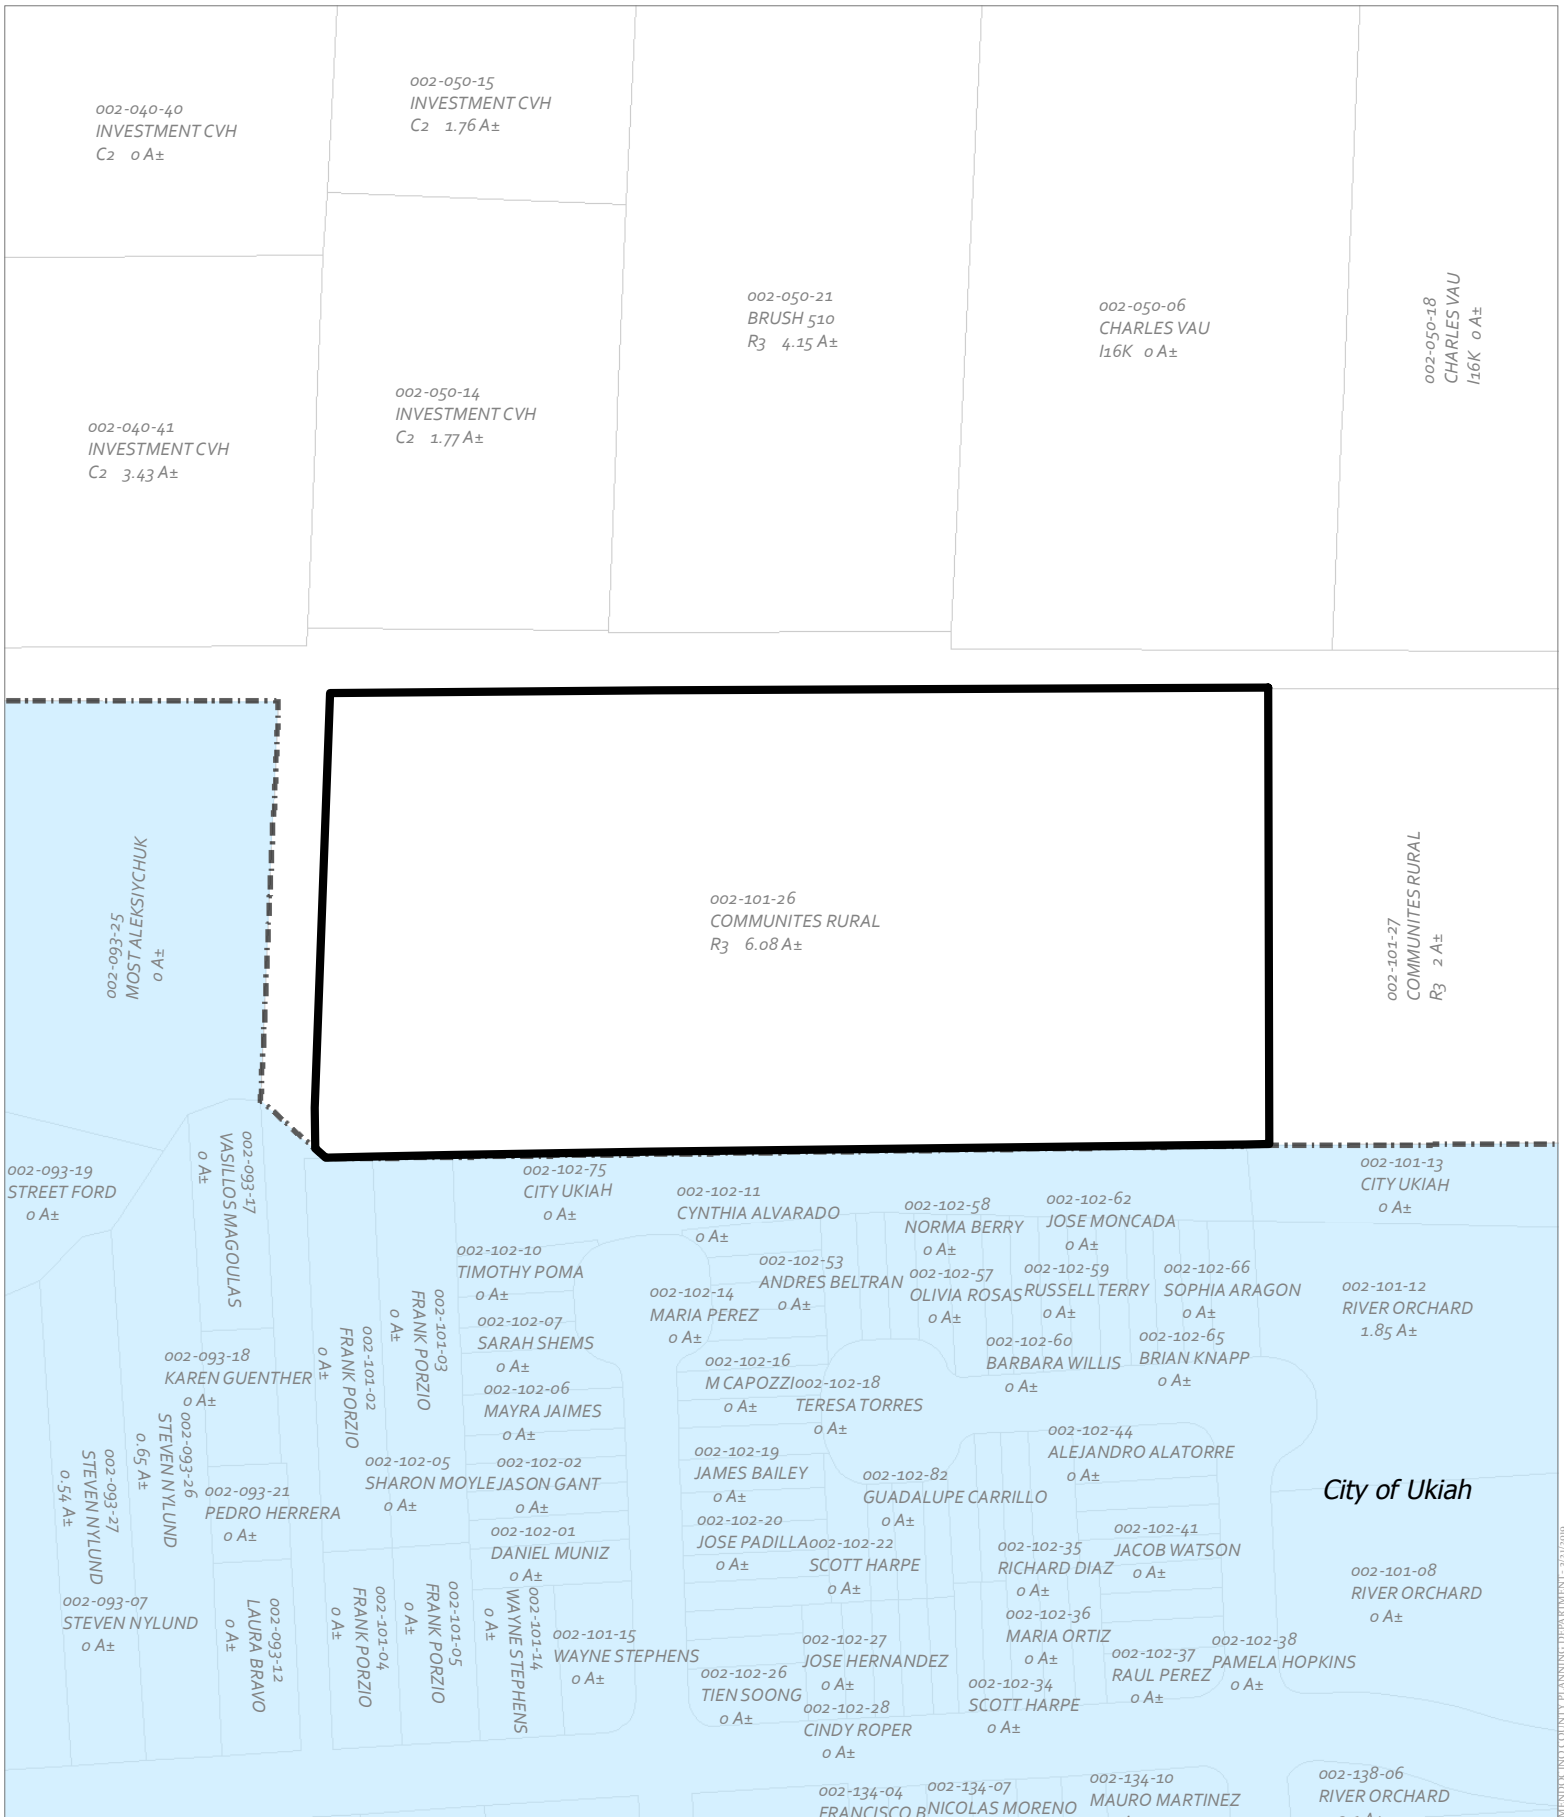 002-040-40
INVESTMENT CVH
C2 0 A±
002-050-15
INVESTMENT CVH
C2 1.76 A±
002-050-21
BRUSH 510
R3 4.15 A±
002-050-06
CHARLES VAU
I16K 0 A±
002-050-18
CHARLES VAU
I16K 0 A±
002-040-41
INVESTMENT CVH
C2 3.43 A±
002-050-14
INVESTMENT CVH
C2 1.77 A±
002-093-25
MOST ALEKSIYCHUK
0 A±
002-101-26
COMMUNITES RURAL
R3 6.08 A±
002-101-27
COMMUNITES RURAL
R3 2 A±
002-093-19
STREET FORD
0 A±
002-093-17
VASILLOS MAGOULAS
0 A±
002-102-75
CITY UKIAH
0 A±
002-102-11
CYNTHIA ALVARADO
0 A±
002-102-58
NORMA BERRY
0 A±
002-102-62
JOSE MONCADA
0 A±
002-101-13
CITY UKIAH
0 A±
002-102-10
TIMOTHY POMA
0 A±
002-102-53
ANDRES BELTRAN
0 A±
002-102-57
OLIVIA ROSAS
0 A±
002-102-59
RUSSELL TERRY
0 A±
002-102-66
SOPHIA ARAGON
0 A±
002-101-12
RIVER ORCHARD
1.85 A±
002-101-03
FRANK PORZIO
0 A±
002-101-02
FRANK PORZIO
0 A±
002-102-14
MARIA PEREZ
0 A±
002-102-07
SARAH SHEMS
0 A±
002-102-60
BARBARA WILLIS
0 A±
002-102-65
BRIAN KNAPP
0 A±
002-093-18
KAREN GUENTHER
0 A±
002-102-16
M CAPOZZI
0 A±
002-102-18
TERESA TORRES
0 A±
002-102-06
MAYRA JAIMES
0 A±
002-093-26
STEVEN NYLUND
0.65 A±
002-093-27
STEVEN NYLUND
0.54 A±
002-102-44
ALEJANDRO ALATORRE
0 A±
002-102-05
SHARON MOYLE
0 A±
002-102-02
JASON GANT
0 A±
002-102-19
JAMES BAILEY
0 A±
002-102-82
GUADALUPE CARRILLO
0 A±
City of Ukiah
002-093-21
PEDRO HERRERA
0 A±
002-102-01
DANIEL MUNIZ
0 A±
002-102-20
JOSE PADILLA
0 A±
002-102-22
SCOTT HARPE
0 A±
002-102-35
RICHARD DIAZ
0 A±
002-102-41
JACOB WATSON
0 A±
002-101-08
RIVER ORCHARD
0 A±
002-093-07
STEVEN NYLUND
0 A±
002-093-12
LAURA BRAVO
0 A±
002-101-04
FRANK PORZIO
0 A±
002-101-05
FRANK PORZIO
0 A±
002-101-14
WAYNE STEPHENS
0 A±
002-101-15
WAYNE STEPHENS
0 A±
002-102-36
MARIA ORTIZ
0 A±
002-102-27
JOSE HERNANDEZ
0 A±
002-102-37
RAUL PEREZ
0 A±
002-102-38
PAMELA HOPKINS
0 A±
002-102-26
TIEN SOONG
0 A±
002-102-34
SCOTT HARPE
0 A±
002-102-28
CINDY ROPER
0 A±
002-134-04
FRANCISCO B
002-134-07
NICOLAS MORENO
002-134-10
MAURO MARTINEZ
002-138-06
RIVER ORCHARD
COUNTY PLANNING DEPARTMENT